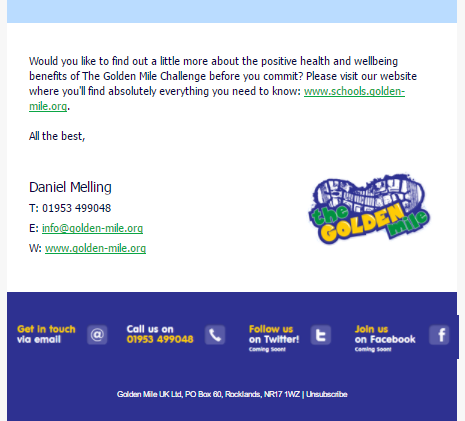 Would you like to find out a little more about the positive health and wellbeing
benefits of The Golden Mile Challenge before you commit? Please visit our website
where you'll find absolutely everything you need to know: www.schools.golden-
mile.org.
All the best,
Daniel Melling
T: 01953 499048
E: info@golden-mile.org
W: www.golden-mile.org
the
GOLDEN
mile
Get in touch
via email
@
Call us on
01953 499048
Follow us
on Twitter!
Coming Soon!
t
Join us
on Facebook
Coming Soon!
f
Golden Mile UK Ltd, PO Box 60, Rocklands, NR17 1WZ | Unsubscribe